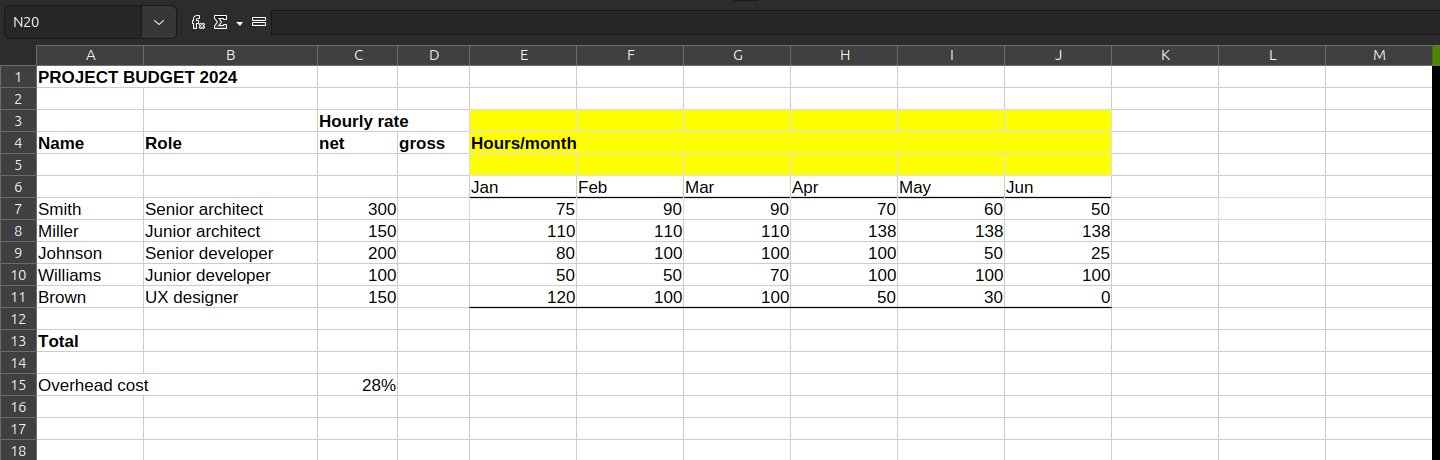 N20
A B C D E F G H I J K L M
1 PROJECT BUDGET 2024
2
3 Hourly rate
4 Name Role net gross Hours/month
5
6 Jan Feb Mar Apr May Jun
7 Smith Senior architect 300 75 90 90 70 60 50
8 Miller Junior architect 150 110 110 110 138 138 138
9 Johnson Senior developer 200 80 100 100 100 50 25
10 Williams Junior developer 100 50 50 70 100 100 100
11 Brown UX designer 150 120 100 100 50 30 0
12
13 Total
14
15 Overhead cost 28%
16
17
18